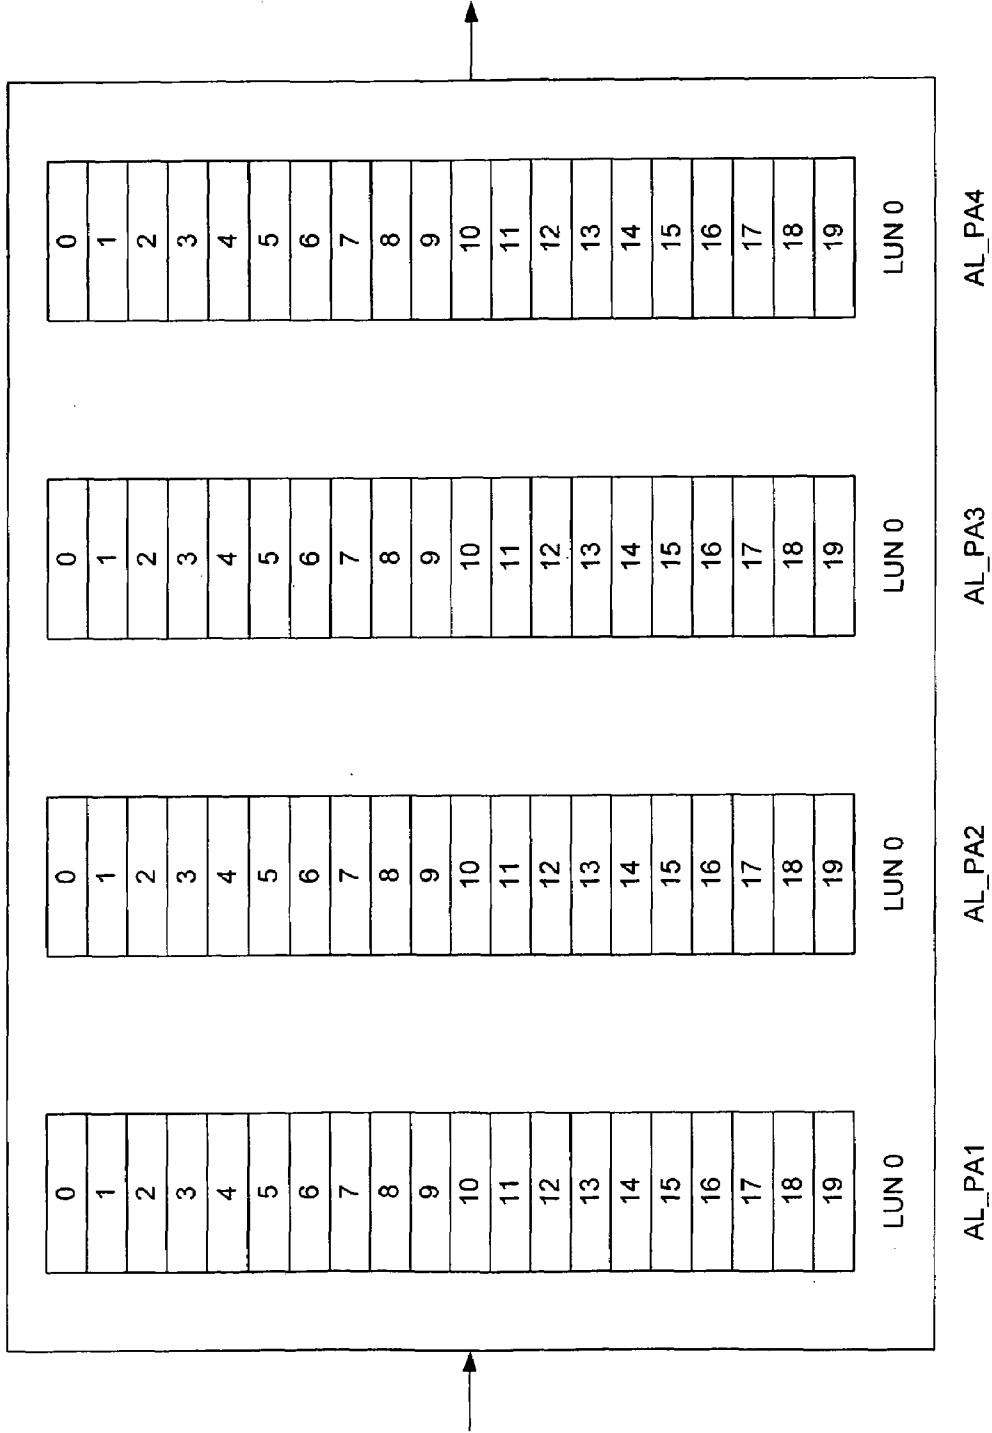 0 0 0 0
1 1 1 1
2 2 2 2
3 3 3 3
4 4 4 4
5 5 5 5
6 6 6 6
7 7 7 7
8 8 8 8
9 9 9 9
10 10 10 10
11 11 11 11
12 12 12 12
13 13 13 13
14 14 14 14
15 15 15 15
16 16 16 16
17 17 17 17
18 18 18 18
19 19 19 19
LUN 0 LUN 0 LUN 0 LUN 0
AL_PA1 AL_PA2 AL_PA3 AL_PA4